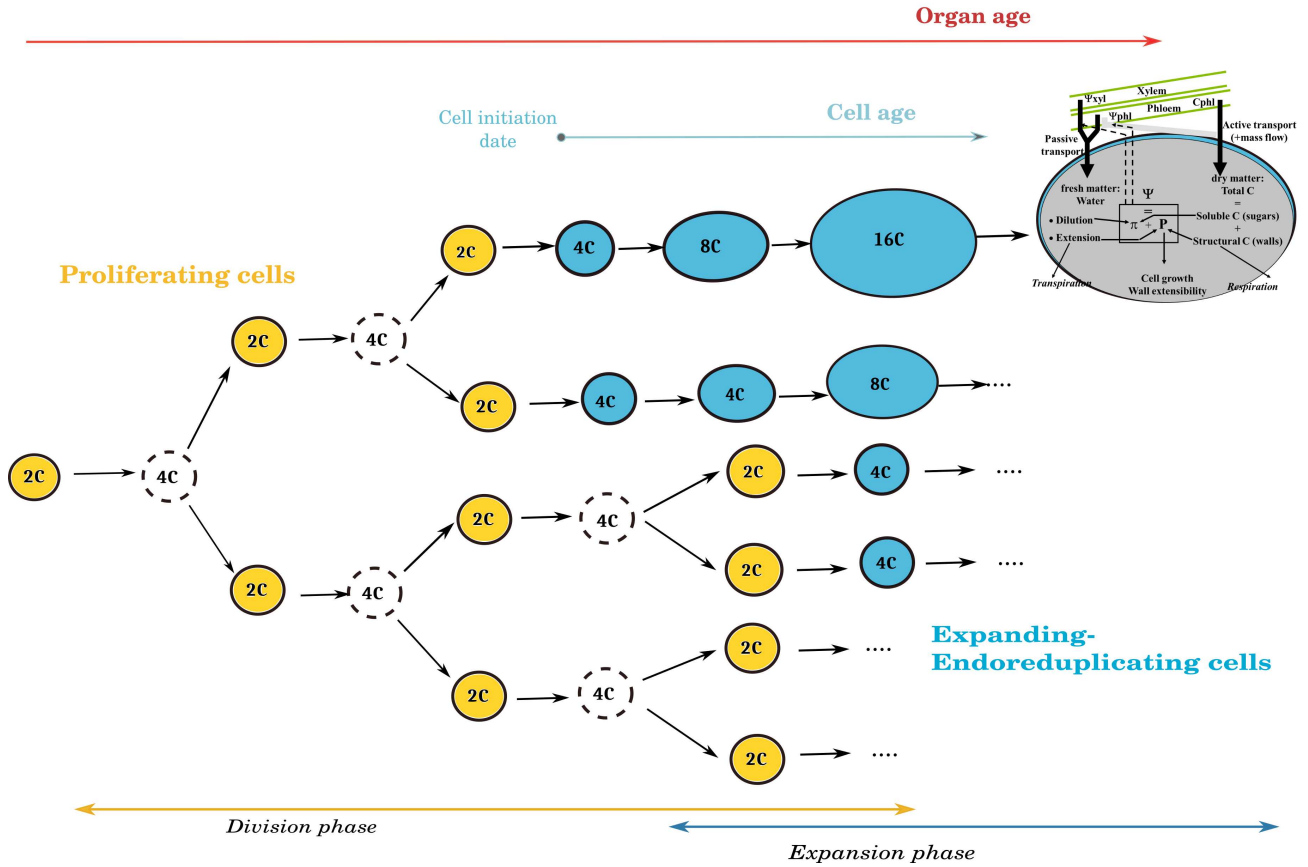 Organ age
Cell initiation
date
Cell age
Ψxyl
Xylem
Cphl
Phloem
Ψphl
Passive
transport
Active transport
(+mass flow)
fresh matter:
Water
dry matter:
Total C
=
Soluble C (sugars)
+
Structural C (walls)
Ψ
=
π + P
• Dilution
• Extension
Transpiration
Cell growth
Wall extensibility
Respiration
Proliferating cells
2C
4C
8C
16C
2C
4C
2C
4C
4C
8C
....
2C
4C
2C
4C
....
2C
4C
2C
4C
2C
4C
....
2C
2C
....
Expanding-
Endoreduplicating cells
2C
4C
2C
....
Division phase
Expansion phase